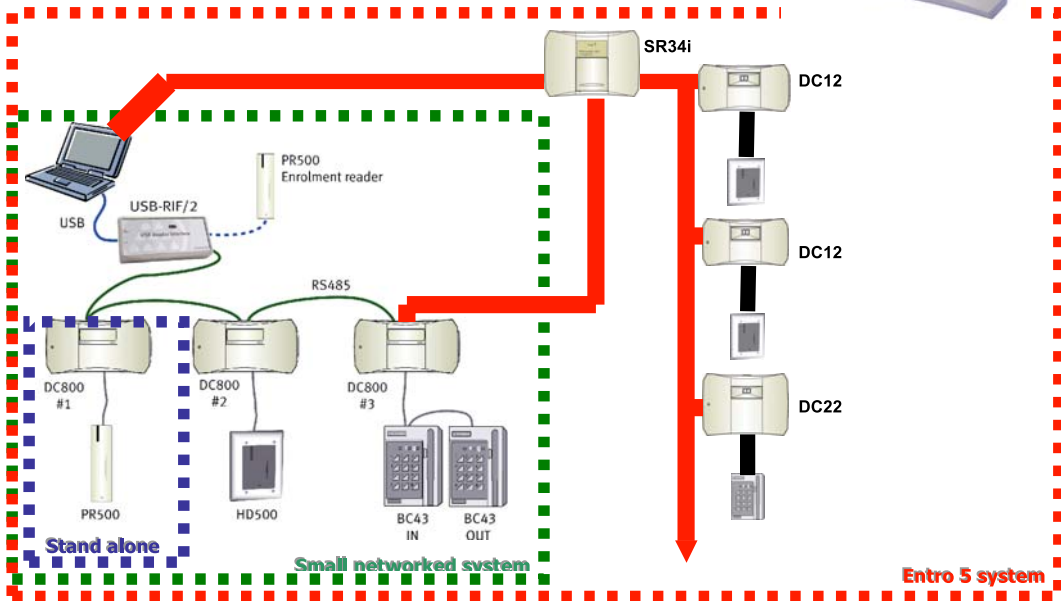 SR34i
DC12
PR500
Enrolment reader
USB-RIF/2
USB
DC12
RS485
DC800
#1
DC800
#2
DC800
#3
DC22
PR500
HD500
BC43
IN
BC43
OUT
Stand alone
Small networked system
Entro 5 system